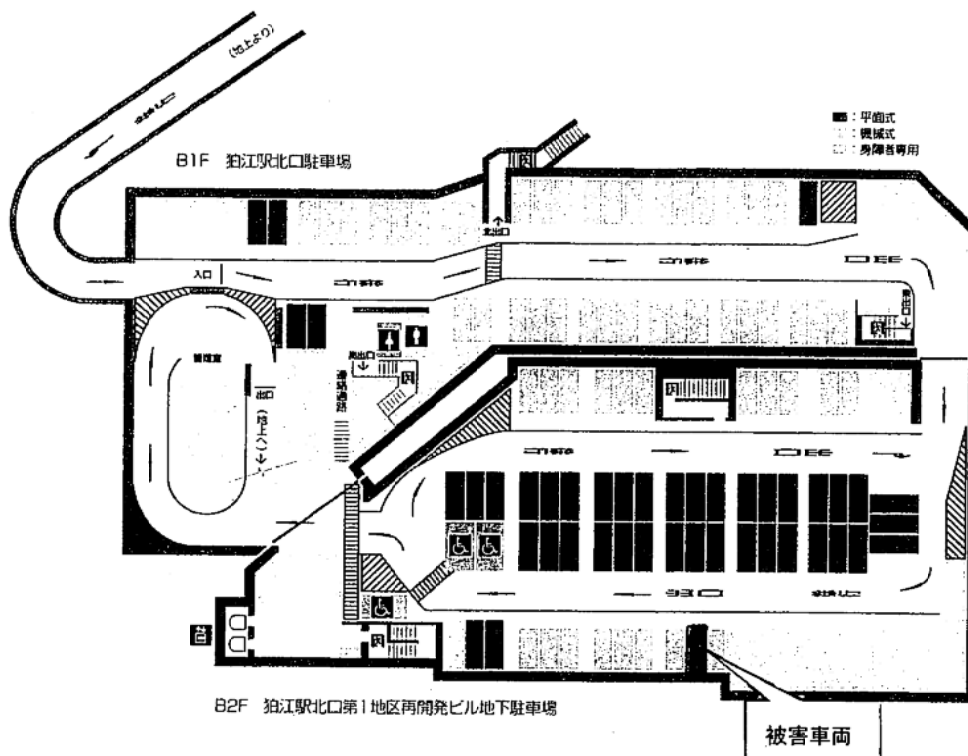 (地上より)
■:平面式
:機械式
:身障者専用
B1F 狛江駅北口駐車場
北出口
入口
管理室
出口
(地上へ)
連絡通路
B2F 狛江駅北口第1地区再開発ビル地下駐車場
被害車両